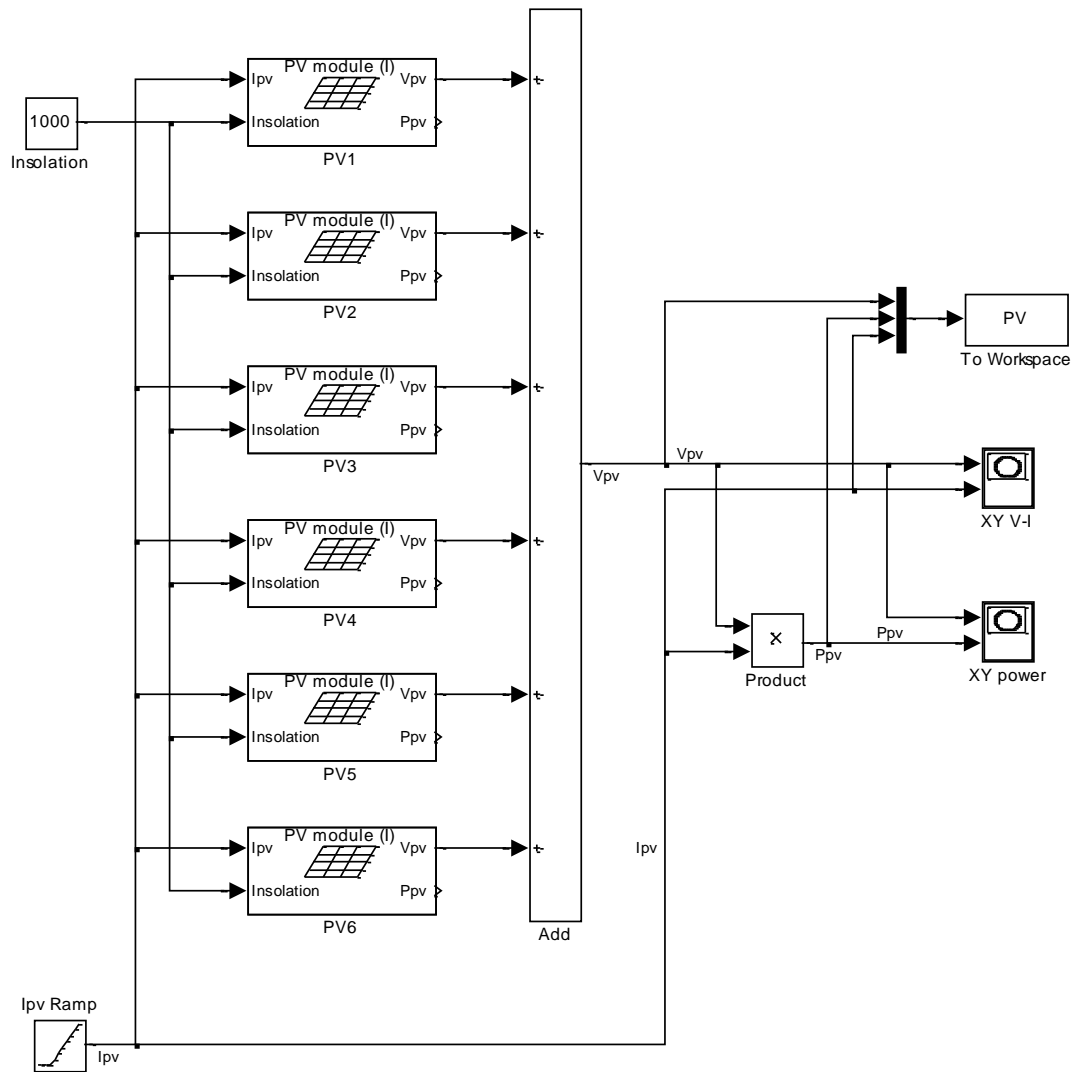 PV module (I)
Ipv
Vpv
1000
Insolation
Ppv
Insolation
PV1
PV module (I)
Ipv
Vpv
Insolation
Ppv
PV2
PV
To Workspace
PV module (I)
Ipv
Vpv
Insolation
Ppv
PV3
Vpv
Vpv
XY V-I
PV module (I)
Ipv
Vpv
Insolation
Ppv
PV4
×
Ppv
Ppv
Product
XY power
PV module (I)
Ipv
Vpv
Insolation
Ppv
PV5
PV module (I)
Ipv
Vpv
Ipv
Insolation
Ppv
PV6
Add
Ipv Ramp
Ipv